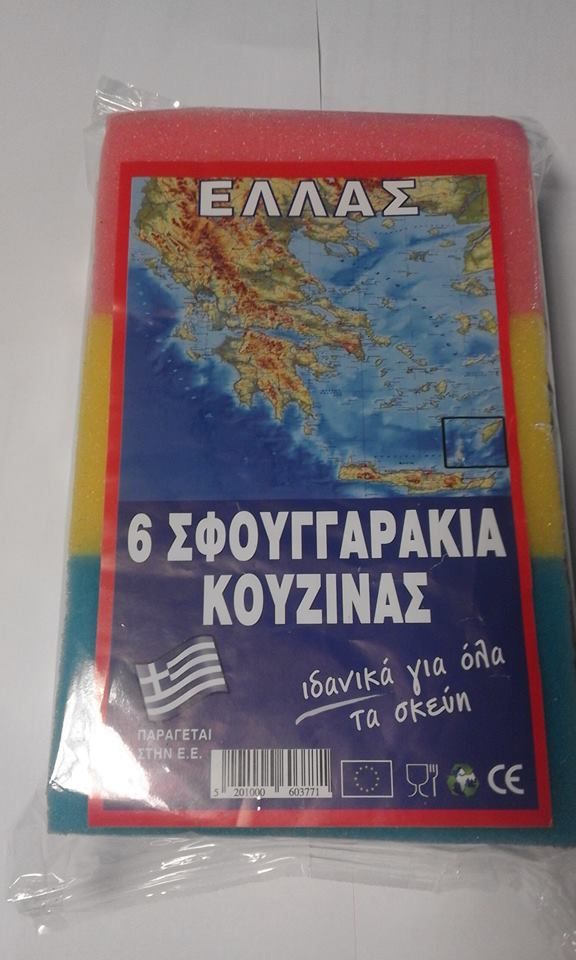 ΕΛΛΑΣ
6 ΣΦΟΥΓΓΑΡΑΚΙΑ
ΚΟΥΖΙΝΑΣ
ιδανικά για όλα
τα σκεύη
ΠΑΡΑΓΕΤΑΙ
ΣΤΗΝ Ε.Ε.
5 201000 603771
CE